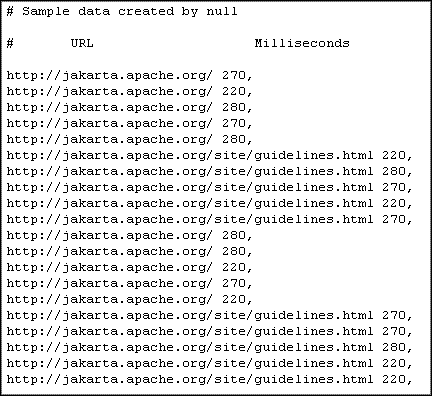 # Sample data created by null
#       URL                    Milliseconds
http://jakarta.apache.org/ 270,
http://jakarta.apache.org/ 220,
http://jakarta.apache.org/ 280,
http://jakarta.apache.org/ 270,
http://jakarta.apache.org/ 280,
http://jakarta.apache.org/site/guidelines.html 220,
http://jakarta.apache.org/site/guidelines.html 280,
http://jakarta.apache.org/site/guidelines.html 270,
http://jakarta.apache.org/site/guidelines.html 220,
http://jakarta.apache.org/site/guidelines.html 270,
http://jakarta.apache.org/ 280,
http://jakarta.apache.org/ 280,
http://jakarta.apache.org/ 220,
http://jakarta.apache.org/ 270,
http://jakarta.apache.org/ 220,
http://jakarta.apache.org/site/guidelines.html 270,
http://jakarta.apache.org/site/guidelines.html 270,
http://jakarta.apache.org/site/guidelines.html 280,
http://jakarta.apache.org/site/guidelines.html 220,
http://jakarta.apache.org/site/guidelines.html 220,